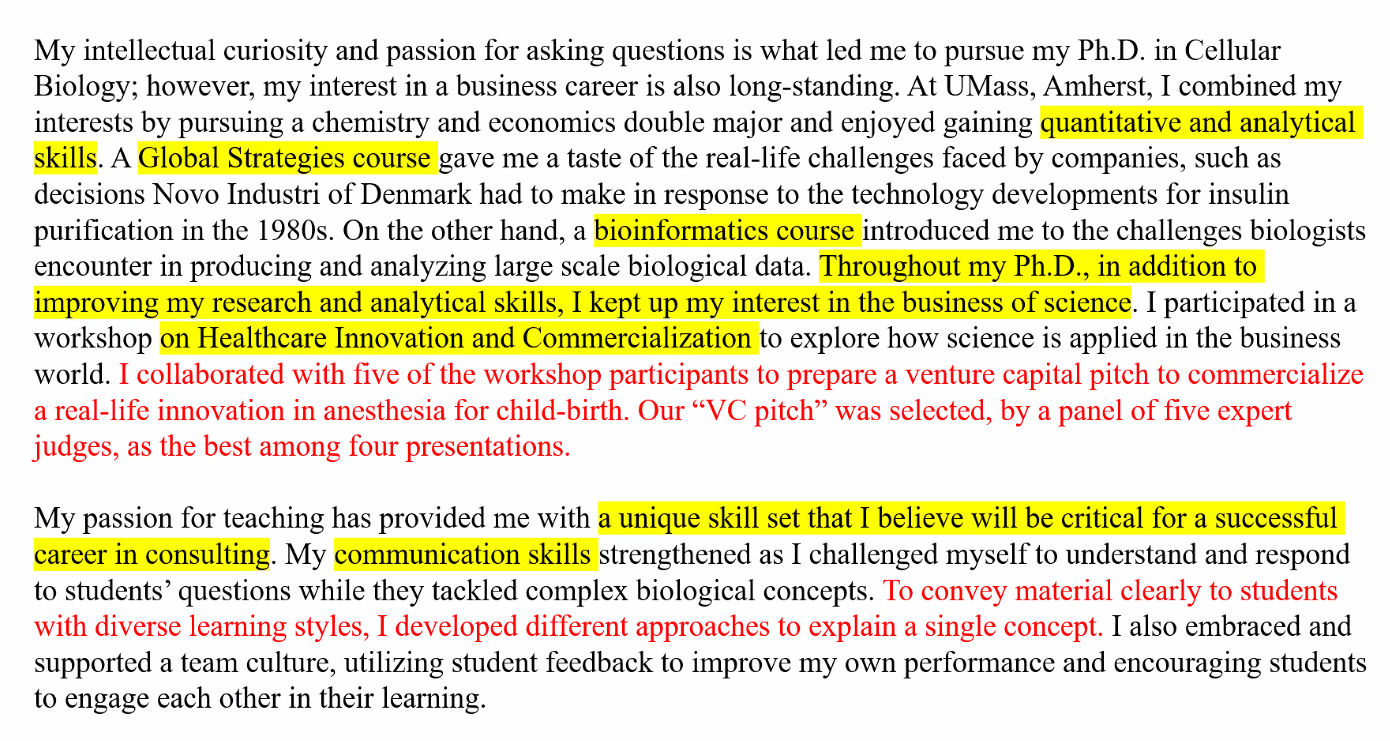 My intellectual curiosity and passion for asking questions is what led me to pursue my Ph.D. in Cellular
Biology; however, my interest in a business career is also long-standing. At UMass, Amherst, I combined my
interests by pursuing a chemistry and economics double major and enjoyed gaining quantitative and analytical
skills. A Global Strategies course gave me a taste of the real-life challenges faced by companies, such as
decisions Novo Industri of Denmark had to make in response to the technology developments for insulin
purification in the 1980s. On the other hand, a bioinformatics course introduced me to the challenges biologists
encounter in producing and analyzing large scale biological data. Throughout my Ph.D., in addition to
improving my research and analytical skills, I kept up my interest in the business of science. I participated in a
workshop on Healthcare Innovation and Commercialization to explore how science is applied in the business
world. I collaborated with five of the workshop participants to prepare a venture capital pitch to commercialize
a real-life innovation in anesthesia for child-birth. Our “VC pitch” was selected, by a panel of five expert
judges, as the best among four presentations.
My passion for teaching has provided me with a unique skill set that I believe will be critical for a successful
career in consulting. My communication skills strengthened as I challenged myself to understand and respond
to students’ questions while they tackled complex biological concepts. To convey material clearly to students
with diverse learning styles, I developed different approaches to explain a single concept. I also embraced and
supported a team culture, utilizing student feedback to improve my own performance and encouraging students
to engage each other in their learning.